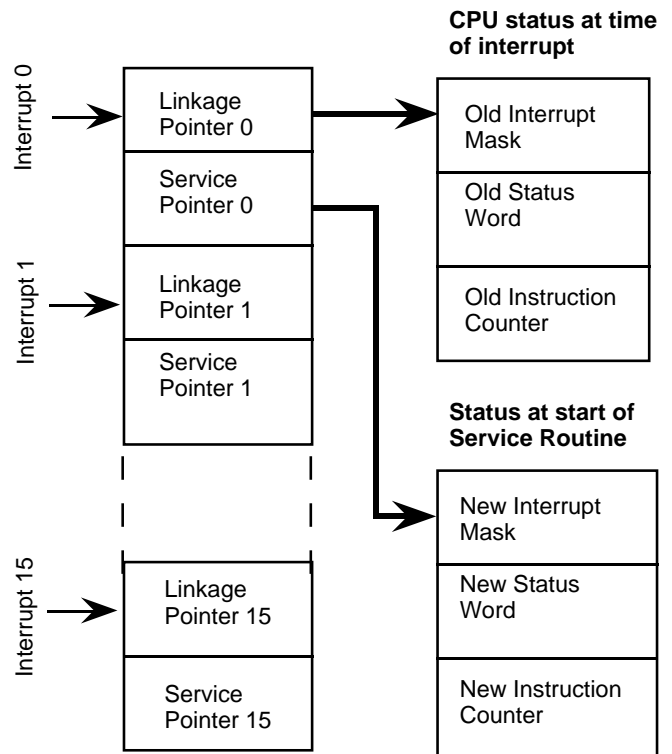 CPU status at time
of interrupt
Interrupt 0
Linkage
Pointer 0
Service
Pointer 0
Interrupt 1
Linkage
Pointer 1
Service
Pointer 1
Interrupt 15
Linkage
Pointer 15
Service
Pointer 15
Old Interrupt
Mask
Old Status
Word
Old Instruction
Counter
Status at start of
Service Routine
New Interrupt
Mask
New Status
Word
New Instruction
Counter